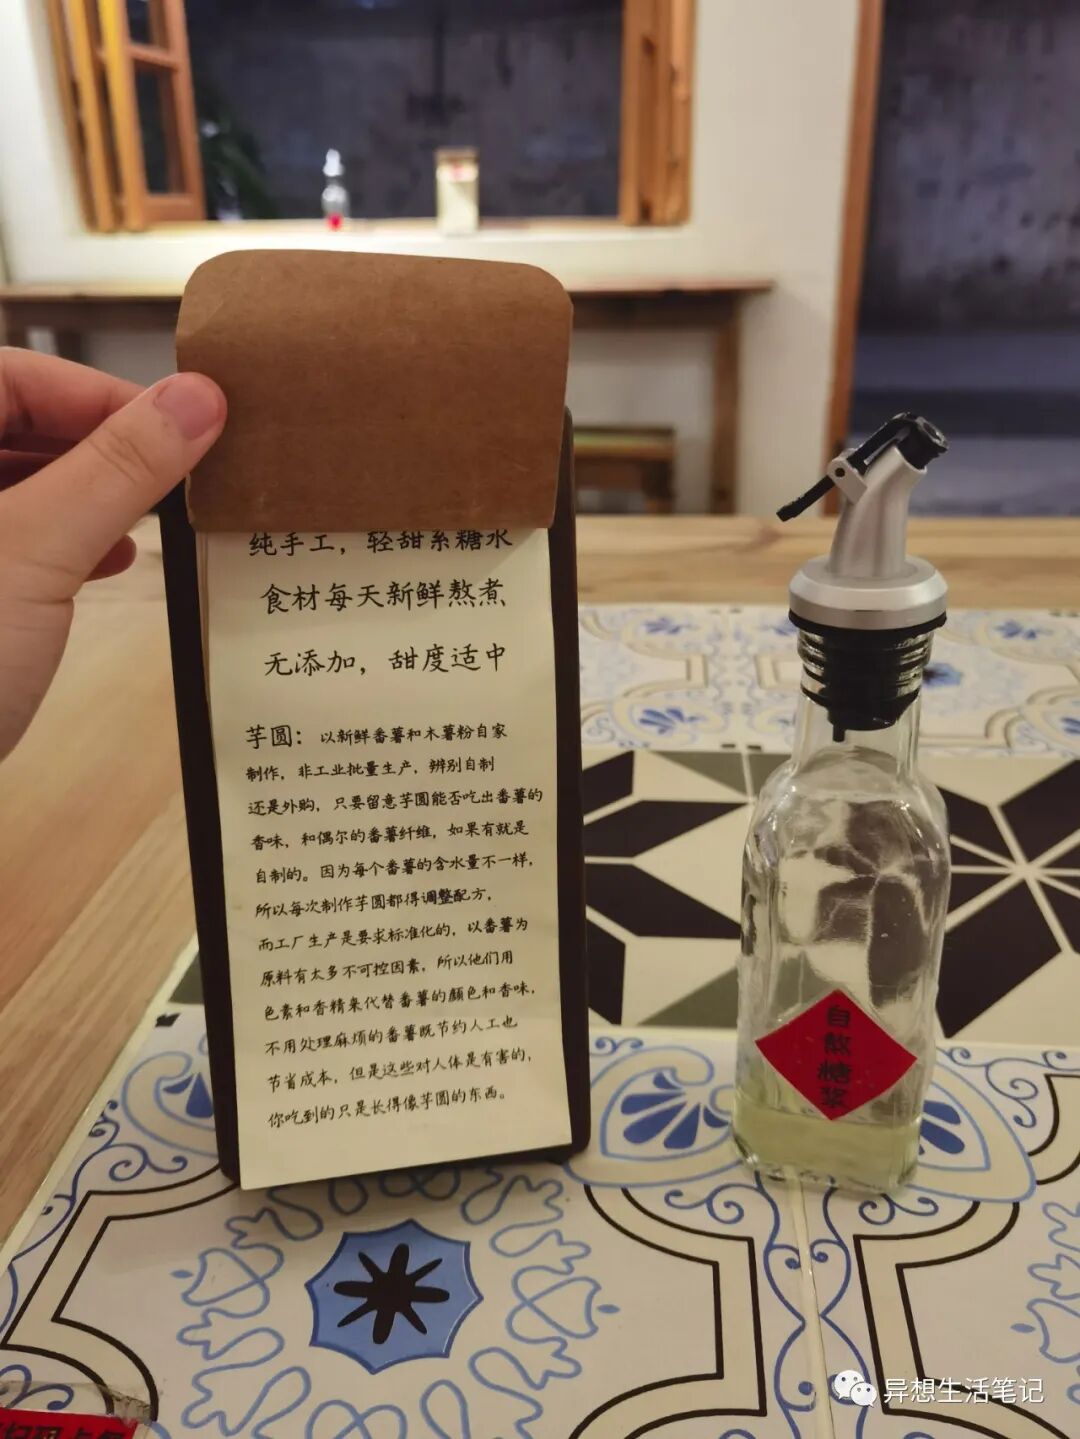 纯手工，轻甜系糖水
食材每天新鲜熬煮
无添加，甜度适中
芋圆：以新鲜番薯和木薯粉自家
制作，非工业批量生产，辨别自制
还是外购，只要留意芋圆能否吃出番薯的
香味，和偶尔的番薯纤维，如果有就是
自制的。因为每个番薯的含水量不一样，
所以每次制作芋圆都得调整配方，
而工厂生产是要求标准化的，以番薯为
原料有太多不可控因素，所以他们用
色素和香精来代替番薯的颜色和香味，
不用处理麻烦的番薯既节约人工也
节省成本，但是这些对人体是有害的，
你吃到的只是长得像芋圆的东西。
自熬糖浆
异想生活笔记